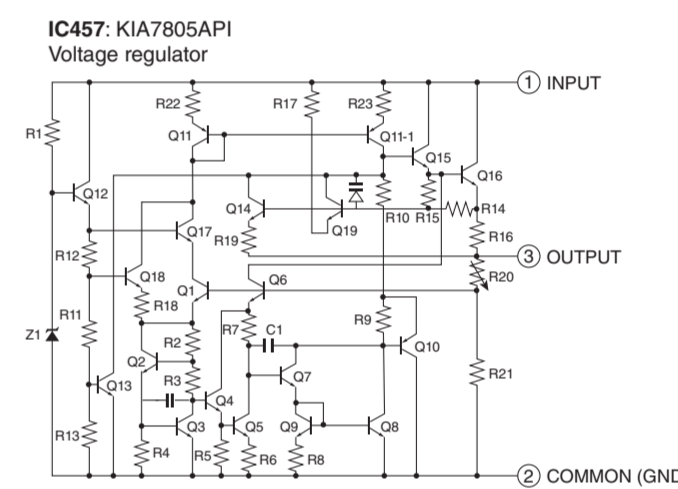 IC457: KIA7805API
Voltage regulator
1 INPUT
R22 R17 R23
R1 Q11 Q11-1
Q15
Q12 Q16
Q14 R10 R15 R14
Q17 R19 Q19 R16
R12 3 OUTPUT
Q18 Q6 R20
Q1
R18
R11 R7 C1 R9
Z1 R2 Q10
Q2
R3 Q7 R21
Q13 Q4
Q3 Q5 Q9 Q8
R13 R4 R5 R6 R8
2 COMMON (GND